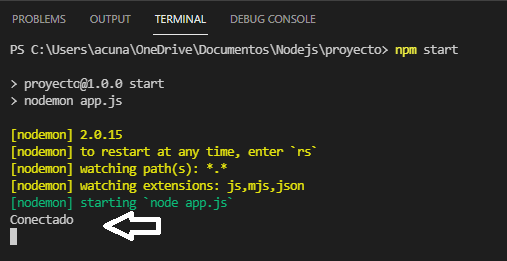 PROBLEMS OUTPUT TERMINAL DEBUG CONSOLE
PS C:\Users\acuna\OneDrive\Documentos\Nodejs\proyecto> npm start
> proyecto@1.0.0 start
> nodemon app.js
[nodemon] 2.0.15
[nodemon] to restart at any time, enter `rs`
[nodemon] watching path(s): *.*
[nodemon] watching extensions: js,mjs,json
[nodemon] starting `node app.js`
Conectado